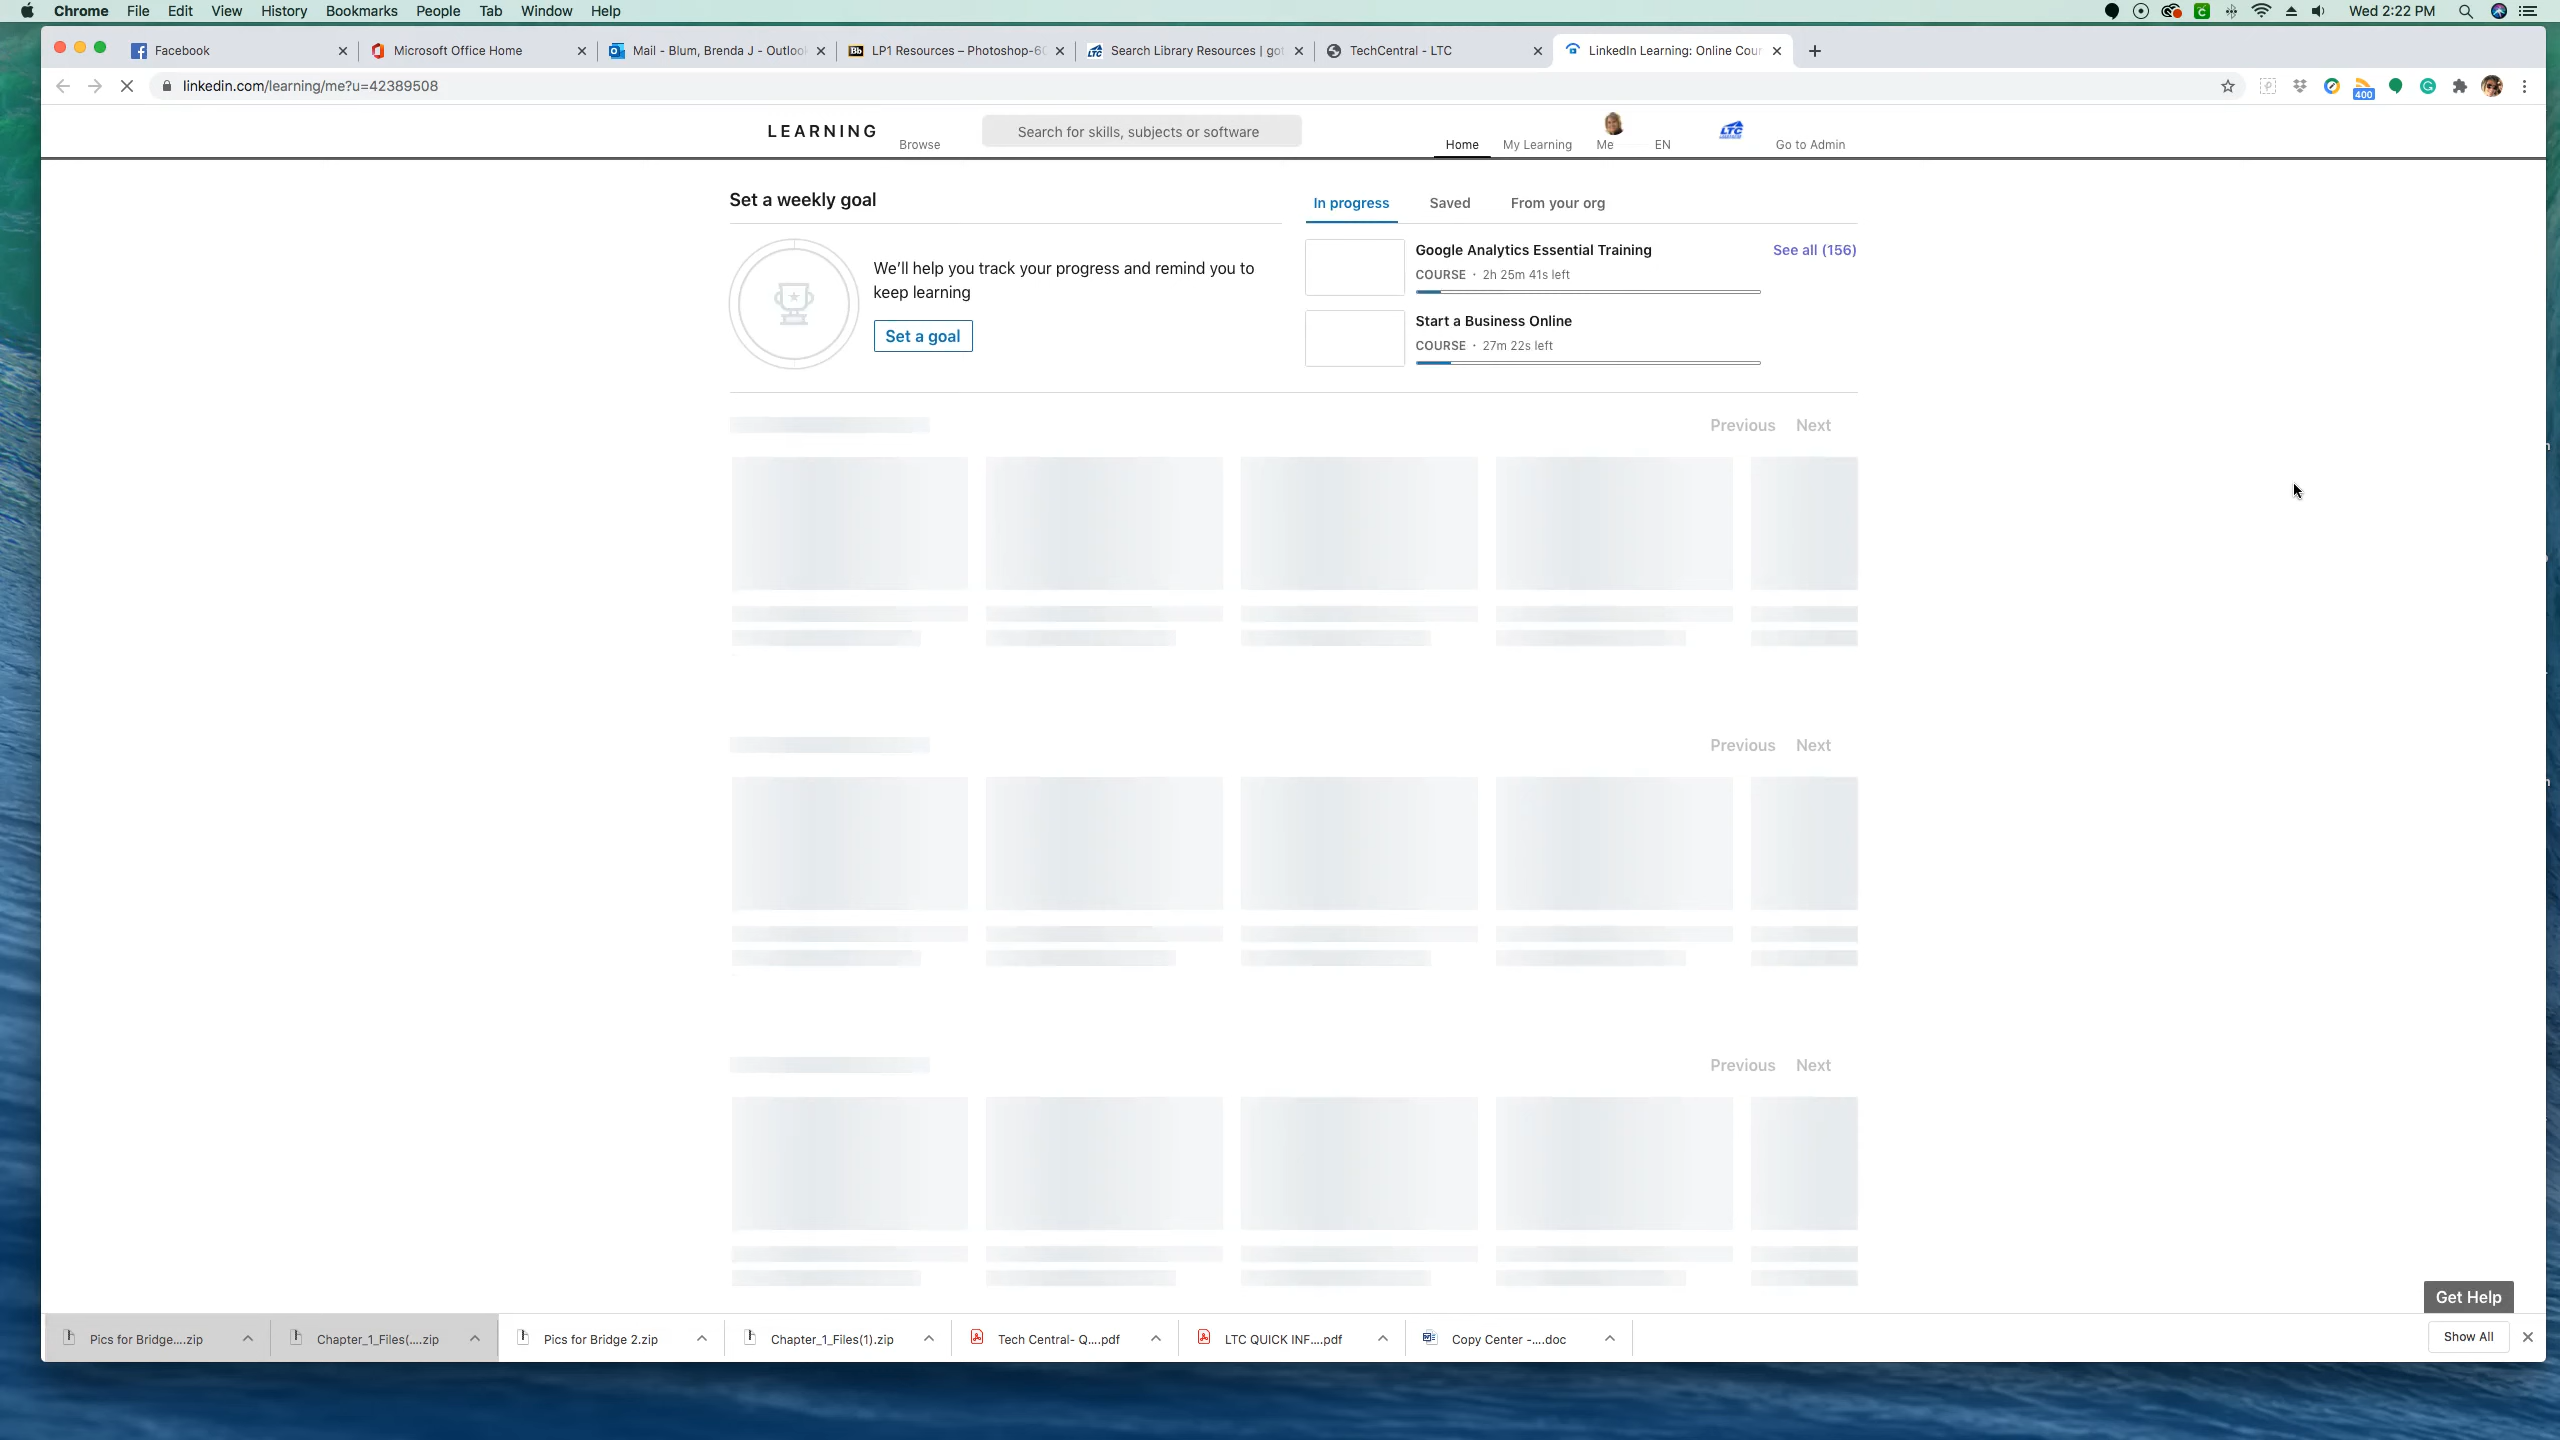 Chrome File Edit View History Bookmarks People Tab Window Help Wed 2:22 PM
Facebook Microsoft Office Home Mail - Blum, Brenda J - Outloo LP1 Resources – Photoshop-60 Search Library Resources | got TechCentral - LTC LinkedIn Learning: Online Cour
linkedin.com/learning/me?u=42389508
400
LEARNING
Browse
Search for skills, subjects or software
Home My Learning Me EN Go to Admin
LTC
Set a weekly goal
We'll help you track your progress and remind you to
keep learning
Set a goal
In progress Saved From your org
Google Analytics Essential Training See all (156)
COURSE · 2h 25m 41s left
Start a Business Online
COURSE · 27m 22s left
Previous Next
Previous Next
Previous Next
Get Help
Pics for Bridge....zip Chapter_1_Files(....zip Pics for Bridge 2.zip Chapter_1_Files(1).zip Tech Central- Q....pdf LTC QUICK INF....pdf Copy Center -....doc Show All